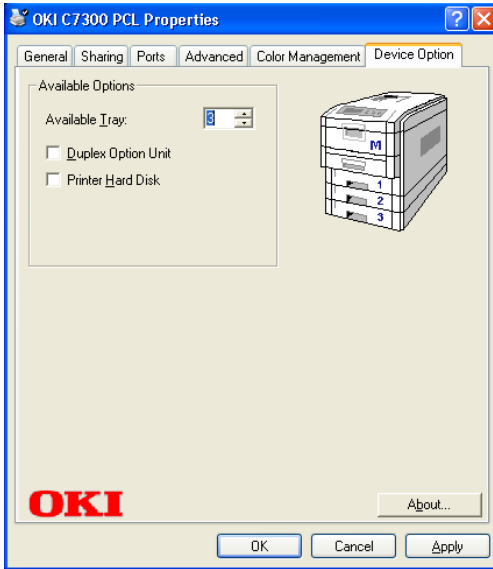 OKI C7300 PCL Properties
General Sharing Ports Advanced Color Management Device Option
Available Options
Available Tray: 3
Duplex Option Unit
Printer Hard Disk
M
1
2
3
OKI
About...
OK Cancel Apply